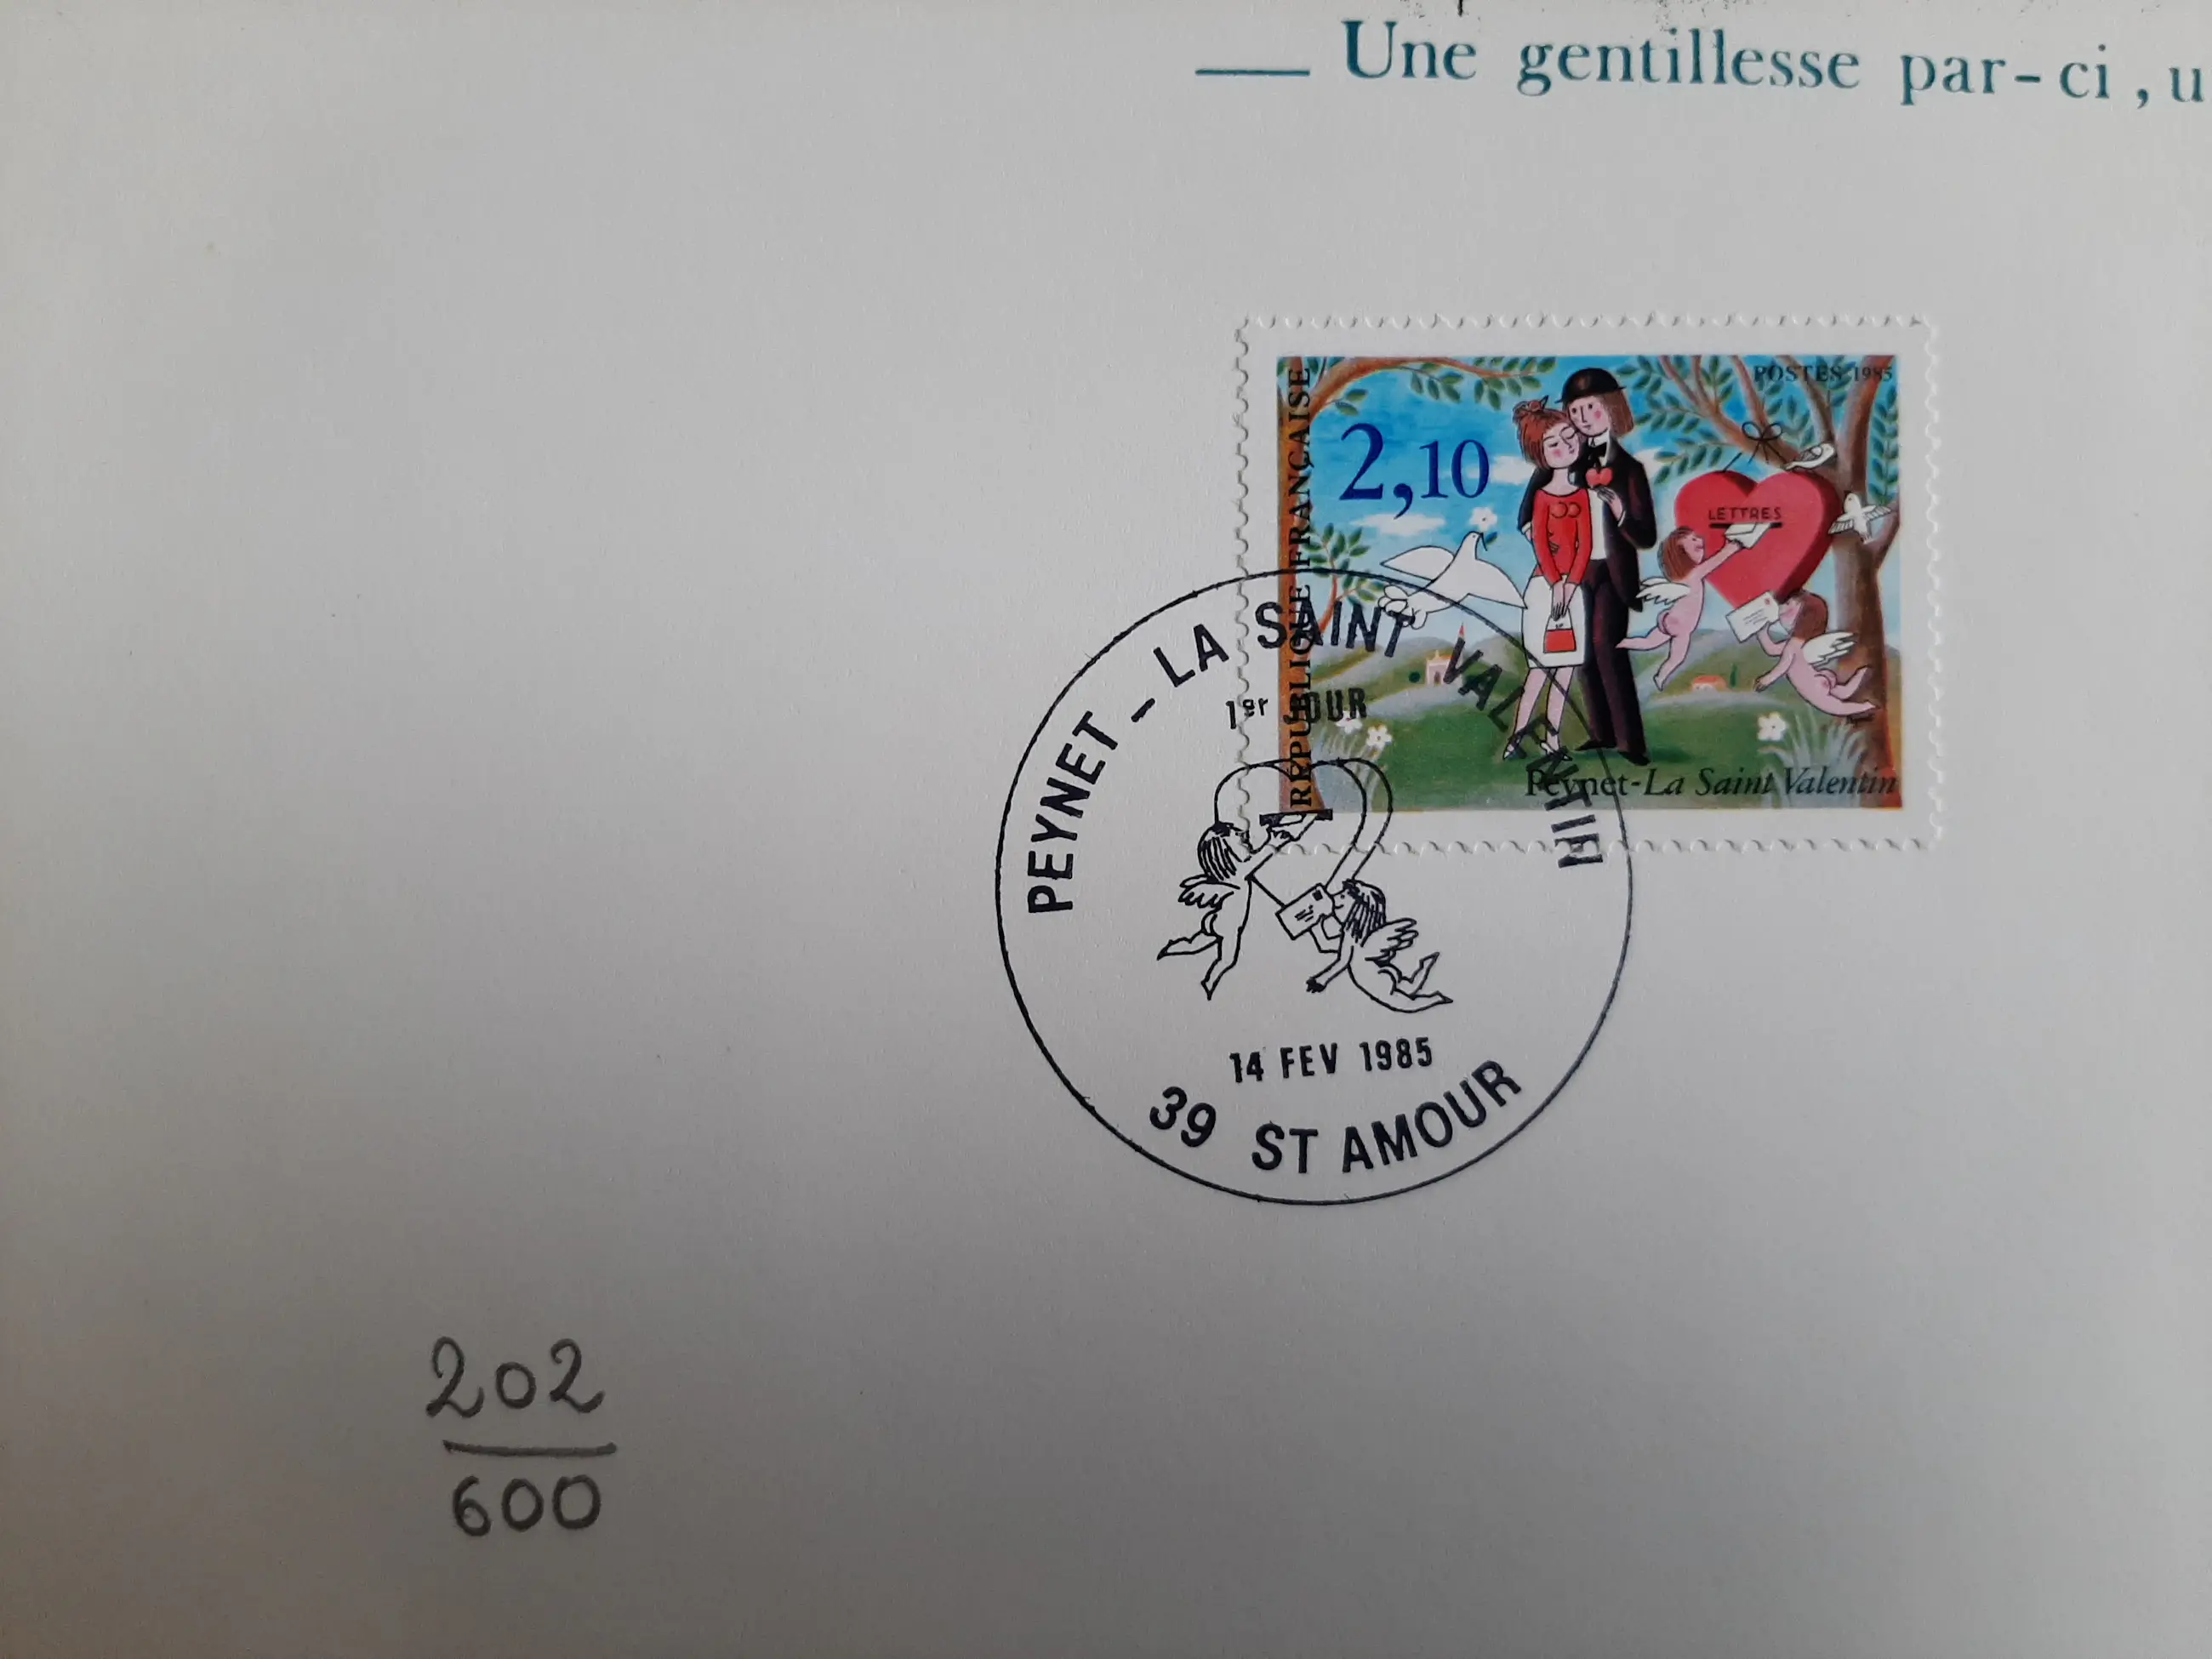 — Une gentillesse par-ci, u
RÉPUBLIQUE FRANÇAISE
POSTES 1985
2,10
LETTRES
Peynet-La Saint Valentin
PEYNET - LA SAINT VALENTIN
1er JOUR
14 FEV 1985
39 ST AMOUR
202
600